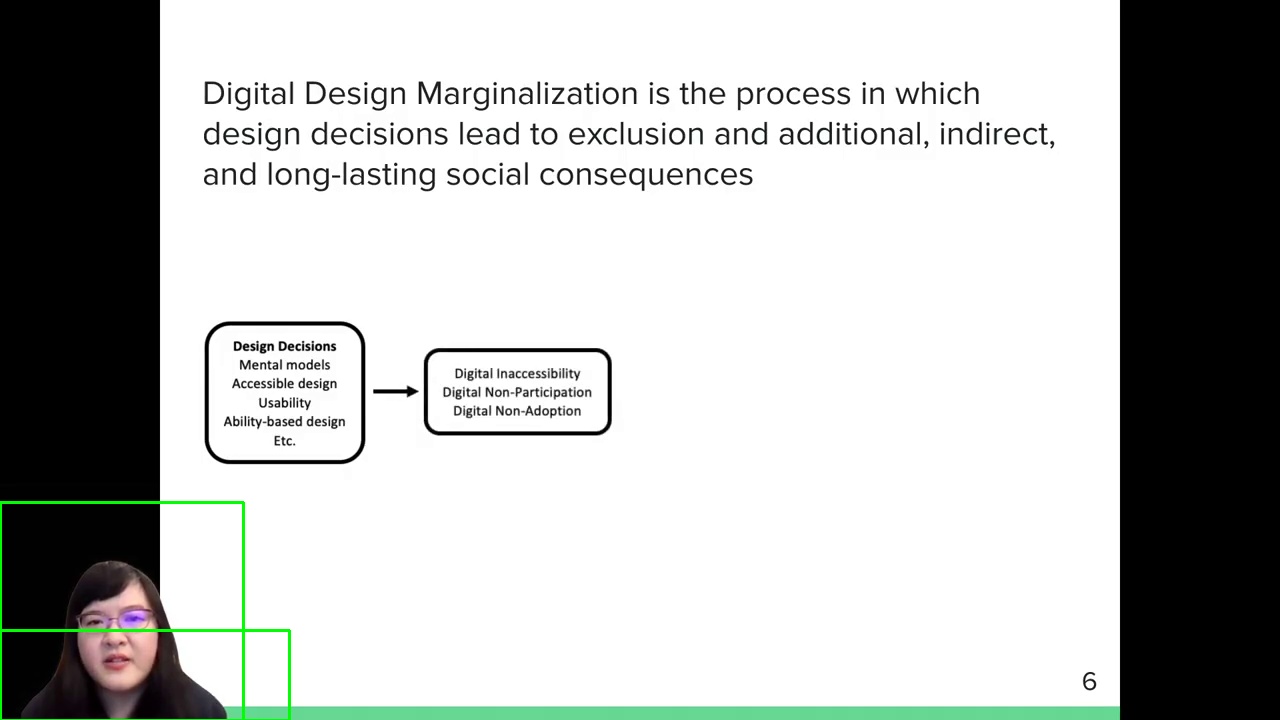 Digital Design Marginalization is the process in which
design decisions lead to exclusion and additional, indirect,
and long-lasting social consequences
Design Decisions
Mental models
Accessible design
Usability
Ability-based design
Etc.
Digital Inaccessibility
Digital Non-Participation
Digital Non-Adoption
6